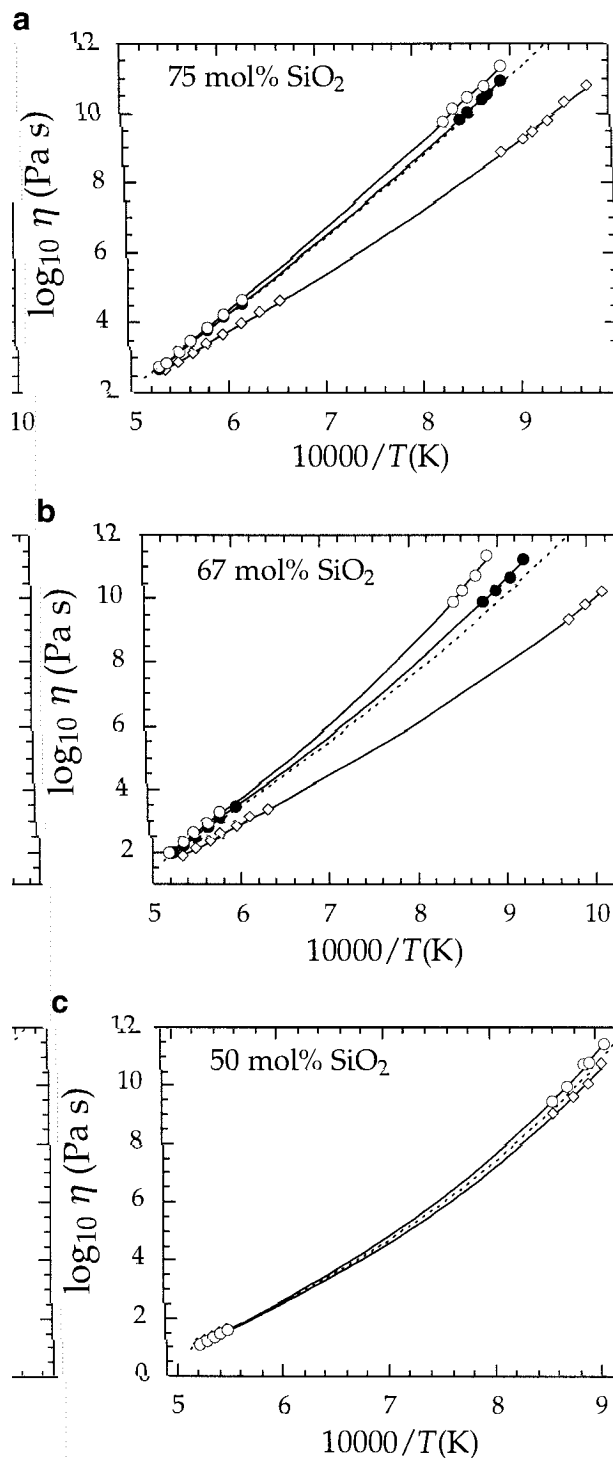 a
12
75 mol% SiO₂
10
8
6
4
2
log₁₀ η (Pa s)
10
5 6 7 8 9
10000/T(K)
b
12
67 mol% SiO₂
10
8
6
4
2
log₁₀ η (Pa s)
5 6 7 8 9 10
10000/T(K)
c
12
50 mol% SiO₂
10
8
6
4
2
0
log₁₀ η (Pa s)
5 6 7 8 9
10000/T(K)